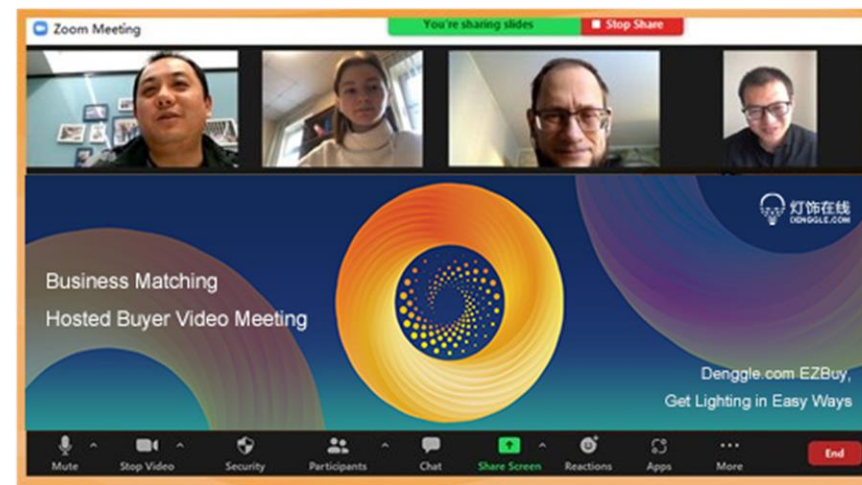 Zoom Meeting
You're sharing slides
Stop Share
灯饰在线
DENGGLE.COM
Business Matching
Hosted Buyer Video Meeting
Denggle.com EZBuy,
Get Lighting in Easy Ways
Mute
Stop Video
Security
Participants
Chat
Share Screen
Reactions
Apps
More
End